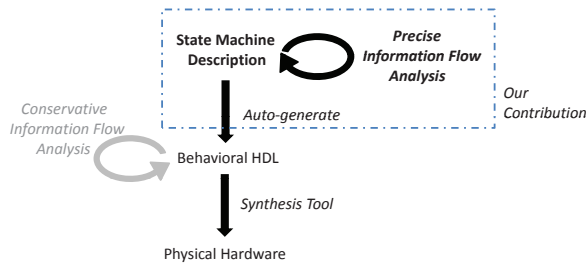 State Machine
Description
Precise
Information Flow
Analysis
Our
Contribution
Auto-generate
Conservative
Information Flow
Analysis
Behavioral HDL
Synthesis Tool
Physical Hardware